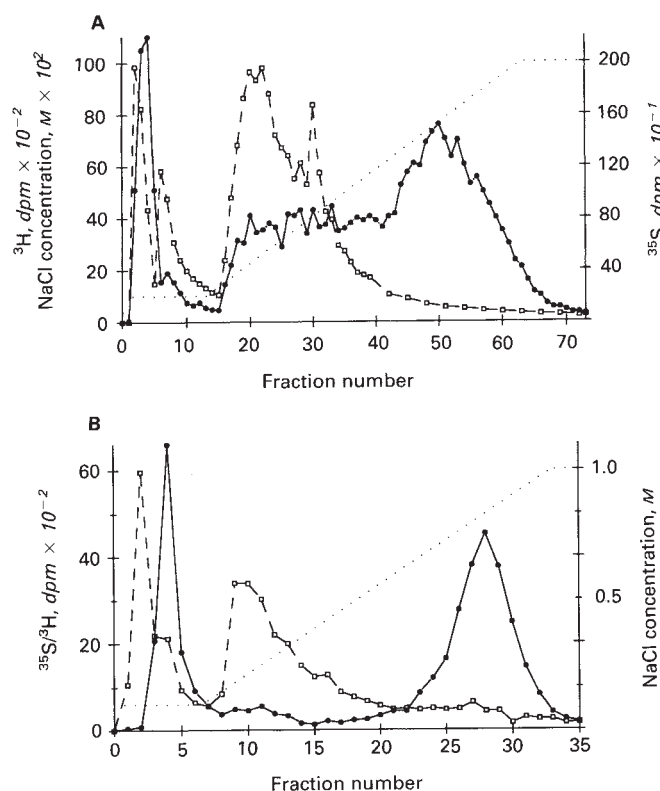 A
³H, dpm × 10⁻²
NaCl concentration, M × 10²
100
80
60
40
20
0
200
160
120
80
40
³⁵S, dpm × 10⁻¹
0 10 20 30 40 50 60 70
Fraction number
B
³⁵S/³H, dpm × 10⁻²
60
40
20
0
1.0
0.5
NaCl concentration, M
0 5 10 15 20 25 30 35
Fraction number